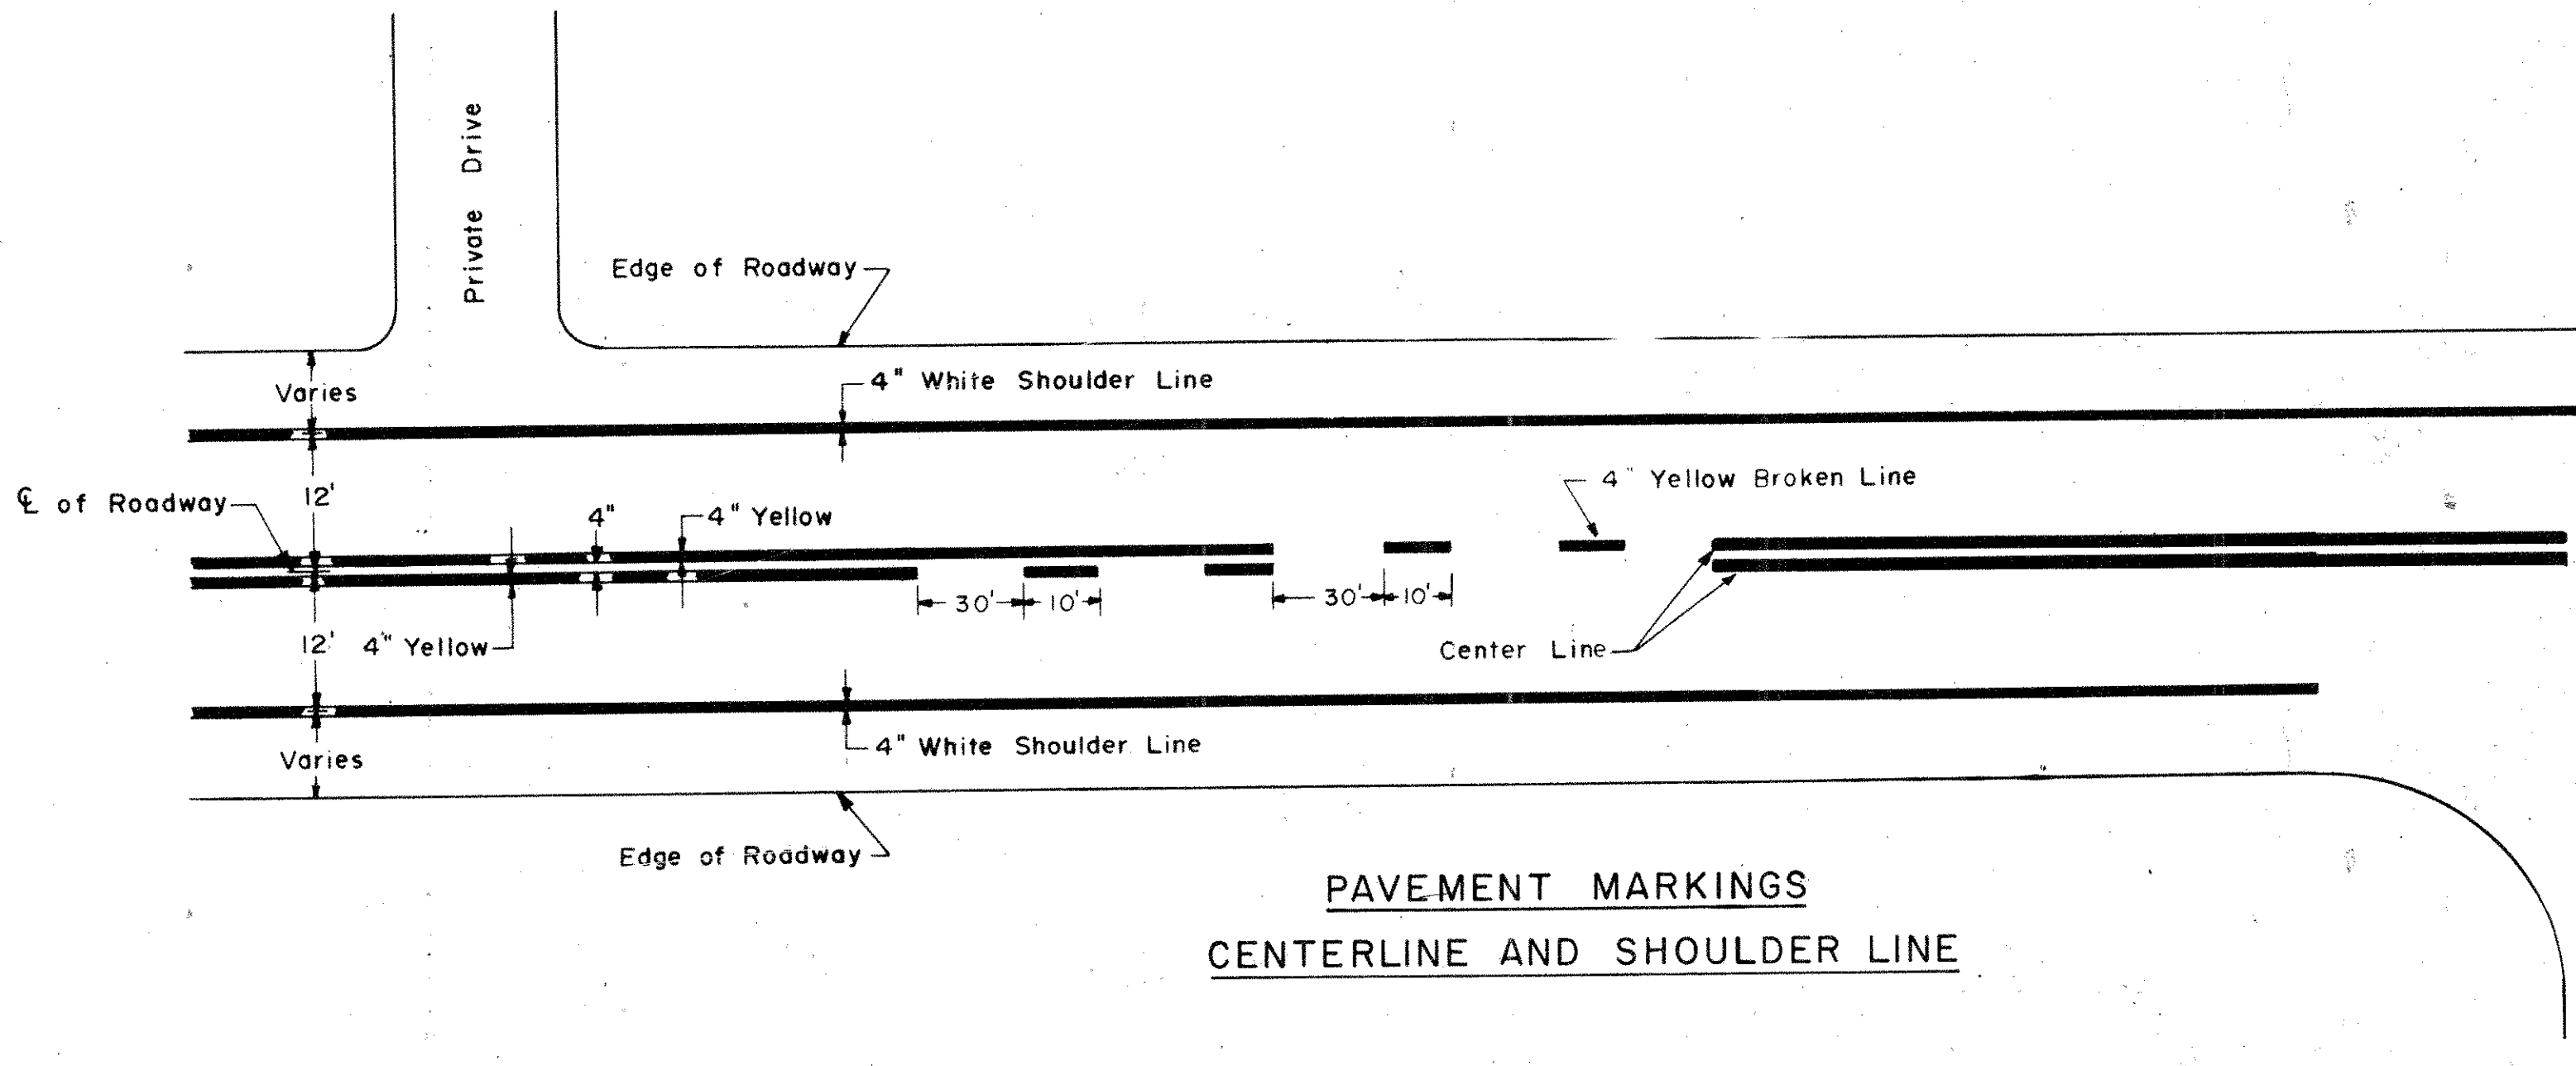 Private Drive
Edge of Roadway
Varies
4" White Shoulder Line
12'
℄ of Roadway
4"
4" Yellow
4" Yellow Broken Line
30'
10'
30'
10'
12'
4" Yellow
Center Line
4" White Shoulder Line
Varies
Edge of Roadway
PAVEMENT MARKINGS
CENTERLINE AND SHOULDER LINE